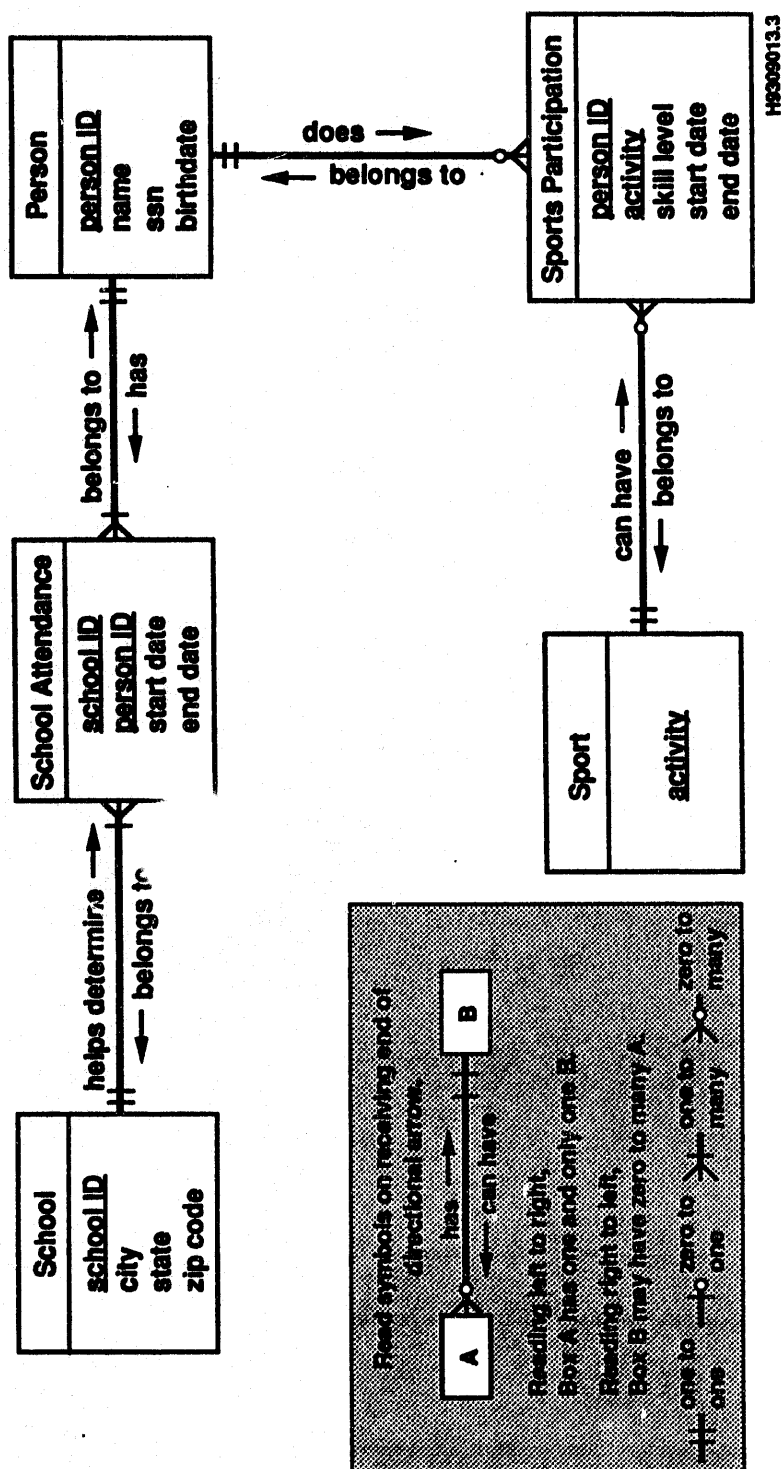 School
school ID
city
state
zip code
helps determine
belongs to
School Attendance
school ID
person ID
start date
end date
belongs to
has
Person
person ID
name
ssn
birthdate
does
belongs to
Sports Participation
person ID
activity
skill level
start date
end date
can have
belongs to
Sport
activity
Read symbols on receiving end of
directional arrow.
A
has
can have
B
Reading left to right,
Box A has one and only one B.
Reading right to left,
Box B may have zero to many A.
one to
one
zero to
one
one to
many
zero to
many
H9309013.3